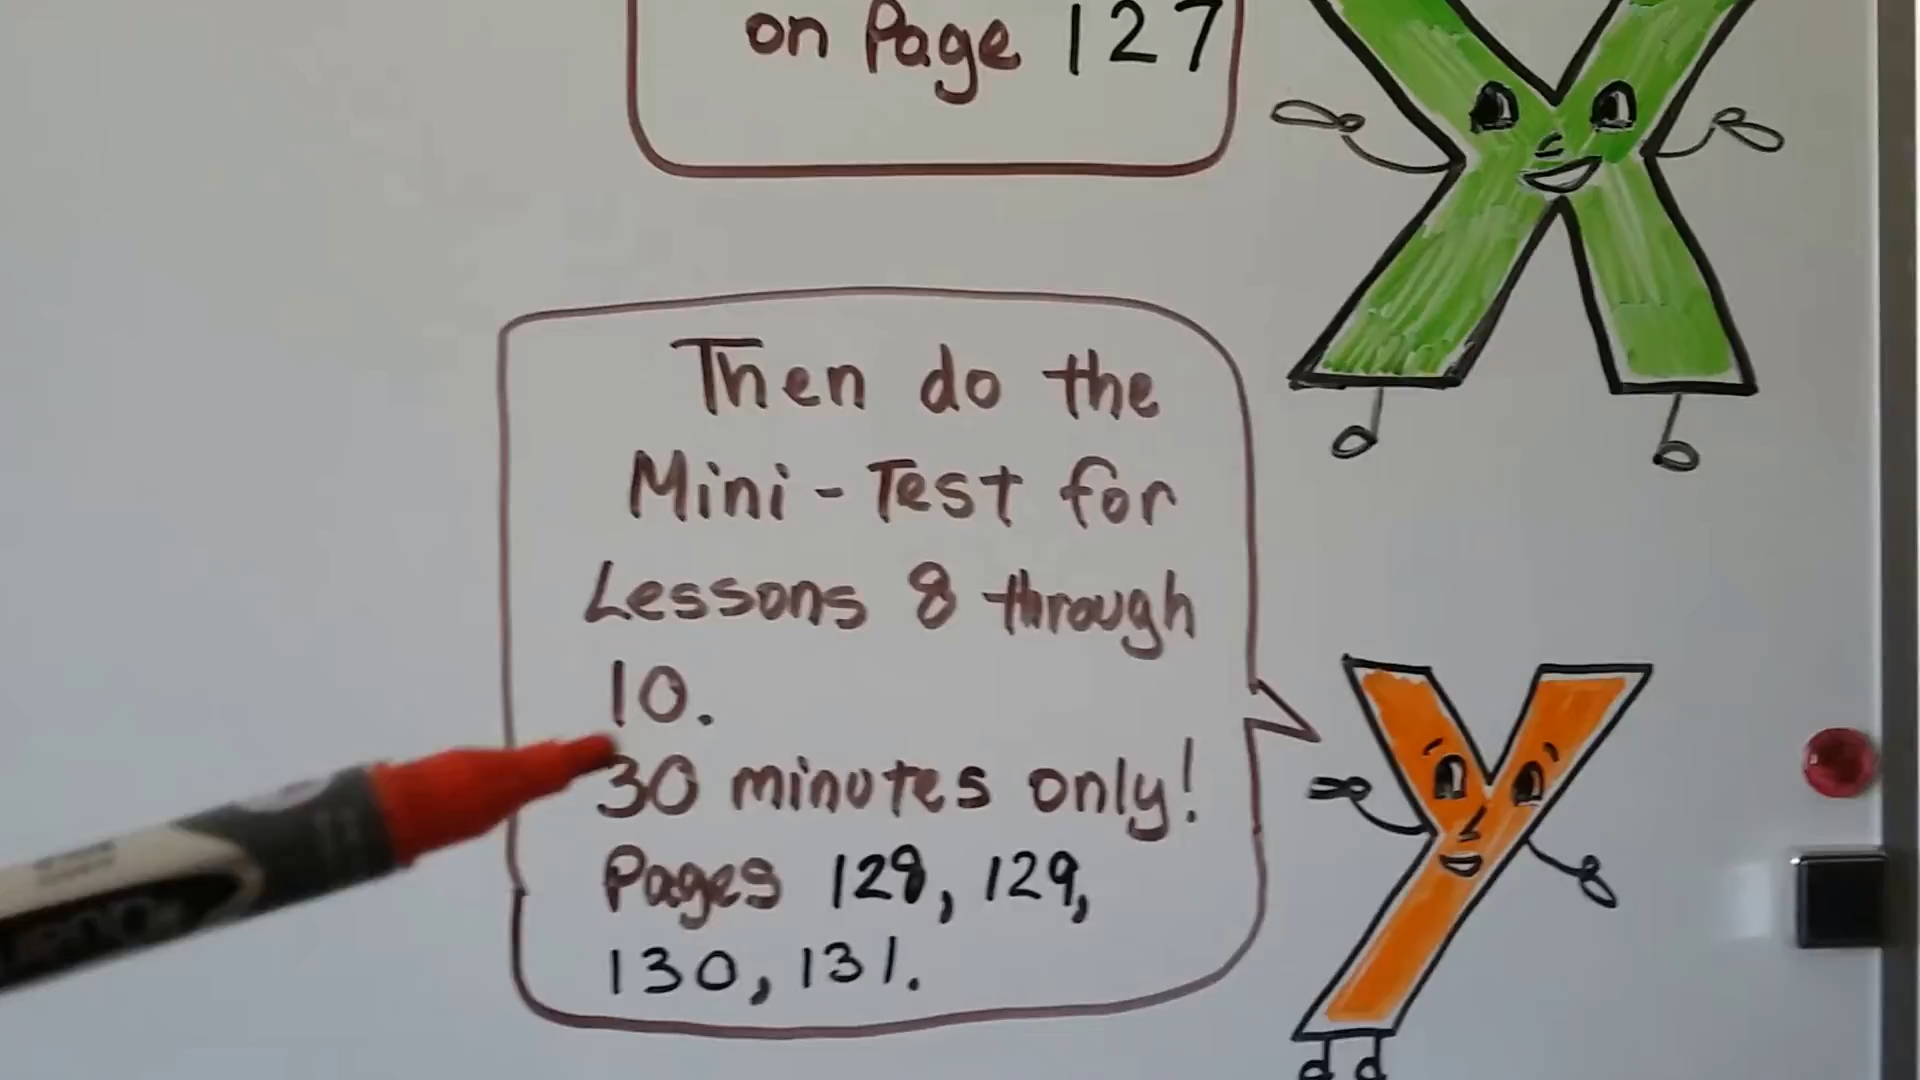 on Page 127
Then do the
Mini-Test for
Lessons 8 through
10.
30 minutes only!
Pages 128, 129,
130, 131.